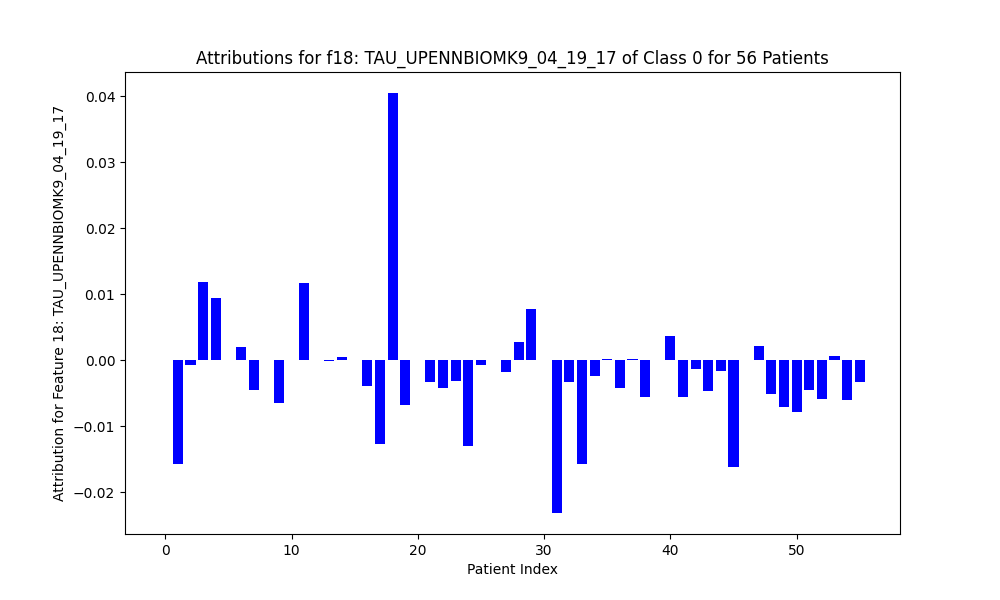 Attributions for f18: TAU_UPENNBIOMK9_04_19_17 of Class 0 for 56 Patients
Attribution for Feature 18: TAU_UPENNBIOMK9_04_19_17
0.04
0.03
0.02
0.01
0.00
−0.01
−0.02
0 10 20 30 40 50
Patient Index